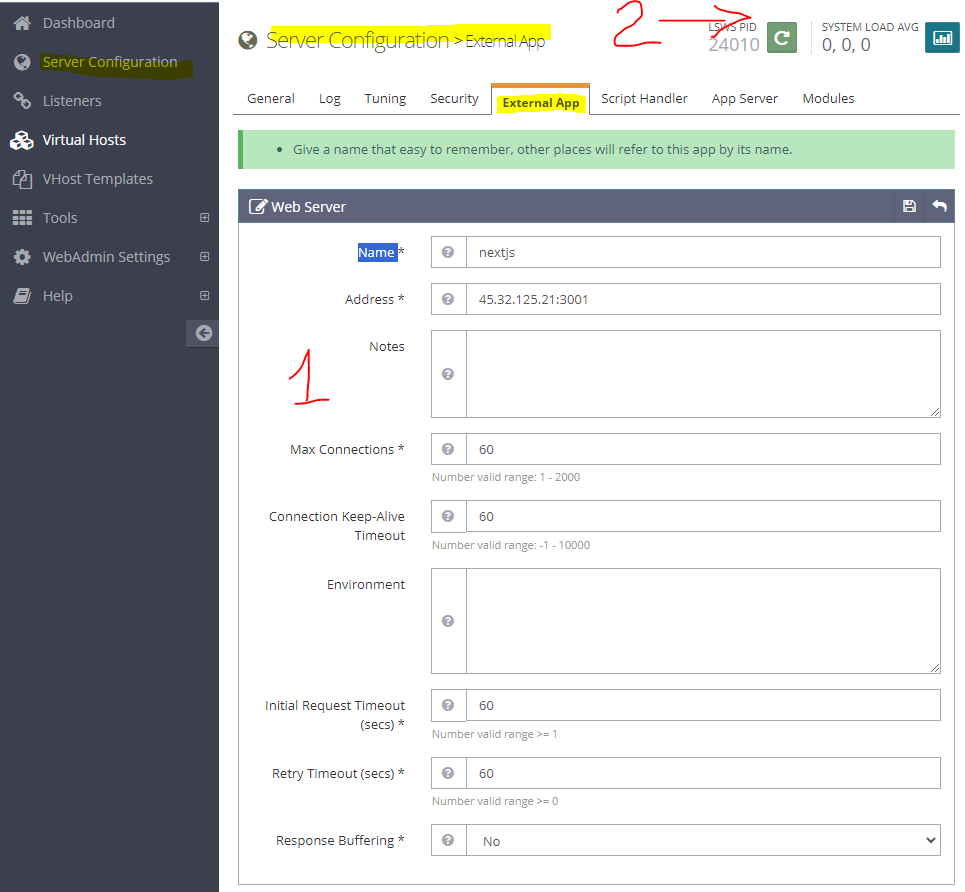 Dashboard
Server Configuration
Listeners
Virtual Hosts
VHost Templates
Tools
WebAdmin Settings
Help
Server Configuration > External App
2
LSWS PID
24010
SYSTEM LOAD AVG
0, 0, 0
General Log Tuning Security External App Script Handler App Server Modules
Give a name that easy to remember, other places will refer to this app by its name.
Web Server
Name * nextjs
Address * 45.32.125.21:3001
Notes
1
Max Connections * 60
Number valid range: 1 - 2000
Connection Keep-Alive
Timeout
60
Number valid range: -1 - 10000
Environment
Initial Request Timeout
(secs) *
60
Number valid range >= 1
Retry Timeout (secs) * 60
Number valid range >= 0
Response Buffering * No